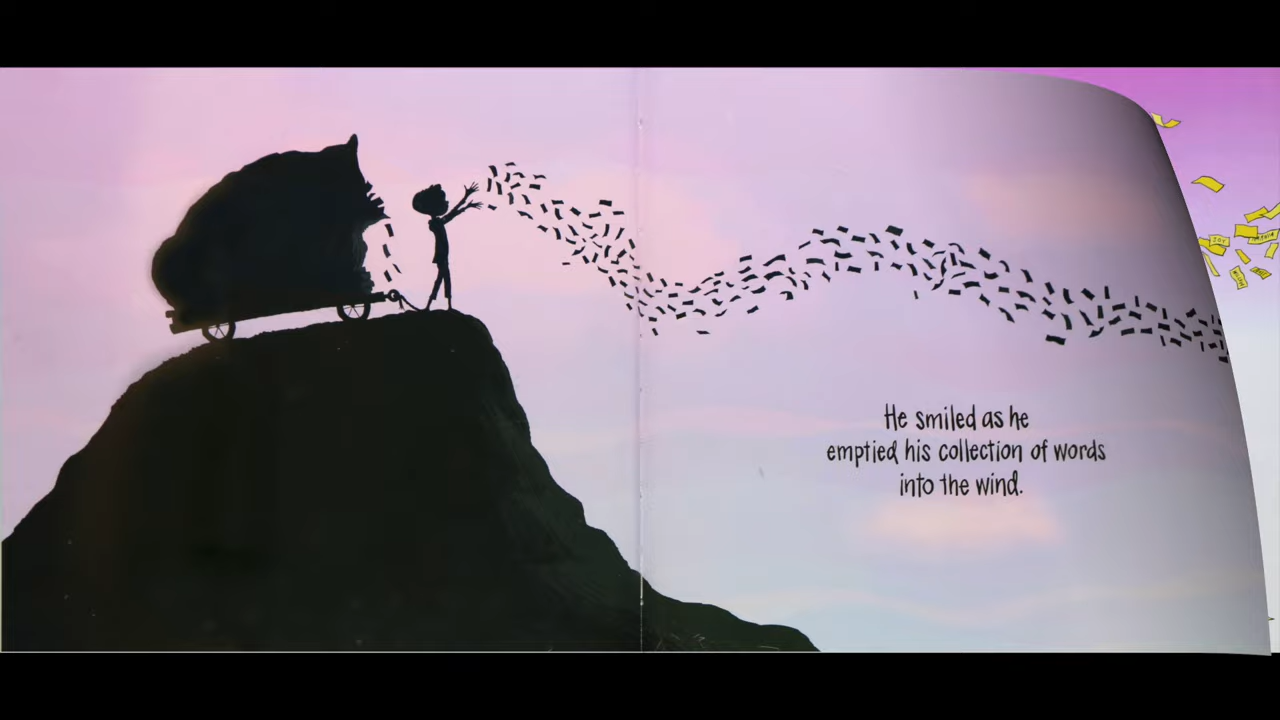 He smiled as he
emptied his collection of words
into the wind.